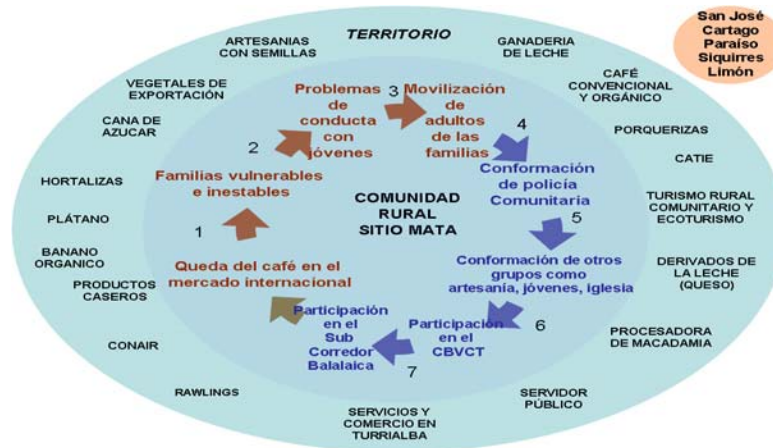 TERRITORIO
ARTESANIAS
CON SEMILLAS
GANADERIA
DE LECHE
San José
Cartago
Paraíso
Siquirres
Limón
VEGETALES DE
EXPORTACIÓN
CAFÉ
CONVENCIONAL
Y ORGÁNICO
CANA DE
AZUCAR
PORQUERIZAS
HORTALIZAS
CATIE
PLÁTANO
TURISMO RURAL
COMUNITARIO Y
ECOTURISMO
BANANO
ORGANICO
DERIVADOS DE
LA LECHE
(QUESO)
PRODUCTOS
CASEROS
PROCESADORA
DE MACADAMIA
CONAIR
RAWLINGS
SERVIDOR
PÚBLICO
SERVICIOS Y
COMERCIO EN
TURRIALBA
COMUNIDAD
RURAL
SITIO MATA
Queda del café en el
mercado internacional
1
Familias vulnerables
e inestables
2
Problemas
de
conducta
con
jóvenes
3
Movilización
de
adultos
de las
familias
4
Conformación
de policía
Comunitaria
5
Conformación de otros
grupos como
artesanía, jóvenes, iglesia
6
Participación
en el
CBVCT
7
Participación
en el
Sub
Corredor
Balalaica